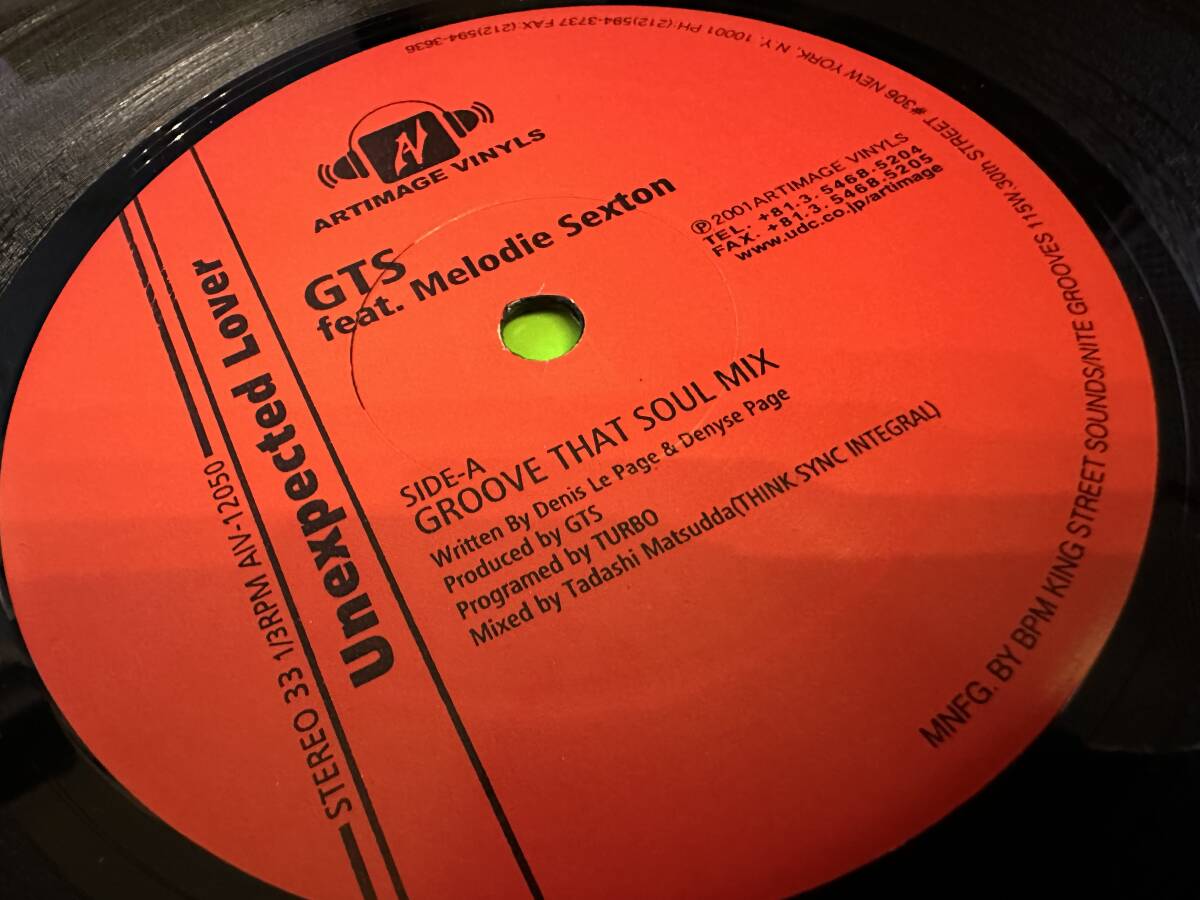 AV
ARTIMAGE VINYLS
GTS
feat. Melodie Sexton
℗2001 ARTIMAGE VINYLS
TEL. +81.3. 5468.5204
FAX. +81.3. 5468.5205
www.udc.co.jp/artimage
Unexpected Lover
STEREO 33 1/3RPM AIV-12050
SIDE-A
GROOVE THAT SOUL MIX
Written By Denis Le Page & Denyse Page
Produced by GTS
Programed by TURBO
Mixed by Tadashi Matsudda(THINK SYNC INTEGRAL)
MNFG. BY BPM KING STREET SOUNDS/NITE GROOVES 115W.30th STREET #306 NEW YORK, N.Y. 10001 PH:(212)594-3737 FAX:(212)594-3636